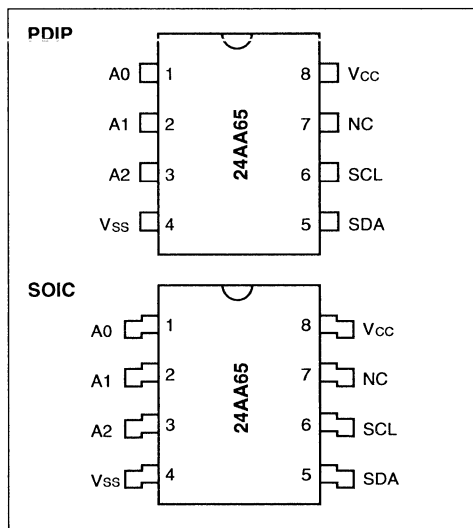 PDIP
A0 1 8 VCC
A1 2 7 NC
A2 3 6 SCL
VSS 4 5 SDA
24AA65
SOIC
A0 1 8 VCC
A1 2 7 NC
A2 3 6 SCL
VSS 4 5 SDA
24AA65